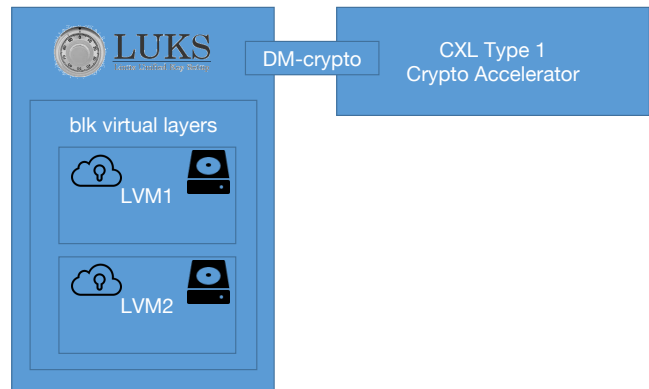 LUKS
DM-crypto
CXL Type 1
Crypto Accelerator
blk virtual layers
LVM1
LVM2